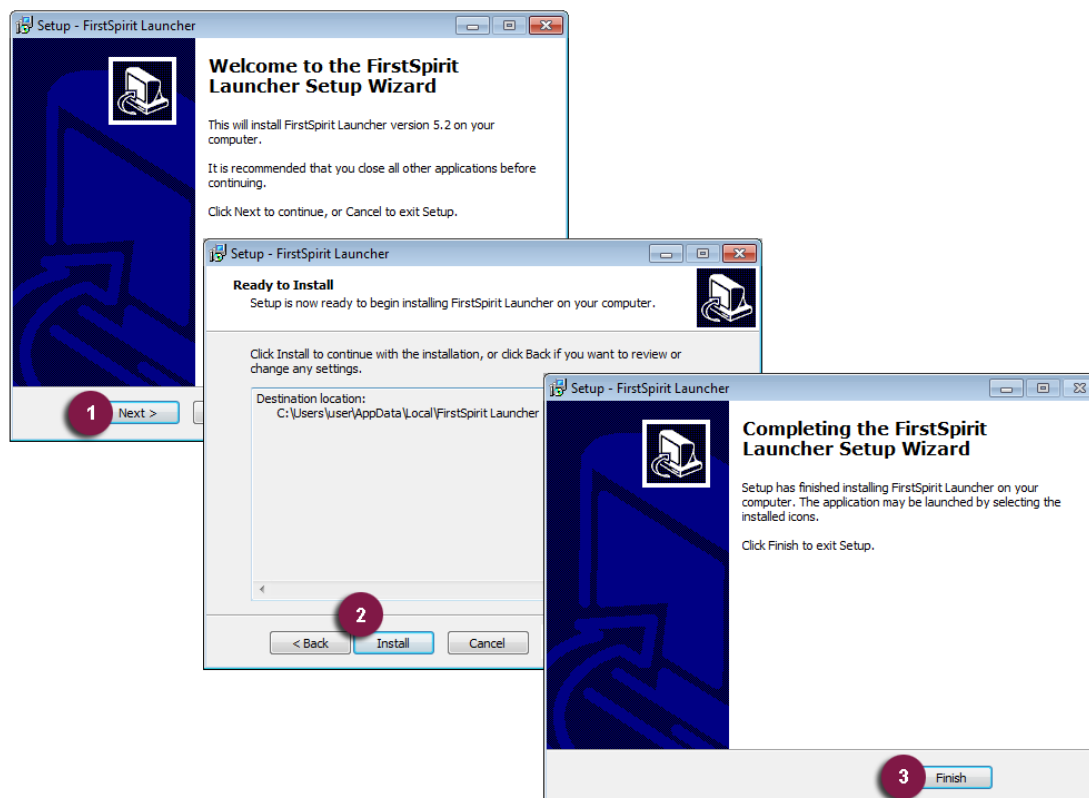 Setup - FirstSpirit Launcher
Welcome to the FirstSpirit
Launcher Setup Wizard
This will install FirstSpirit Launcher version 5.2 on your
computer.
It is recommended that you close all other applications before
continuing.
Click Next to continue, or Cancel to exit Setup.
1
Next >
Setup - FirstSpirit Launcher
Ready to Install
Setup is now ready to begin installing FirstSpirit Launcher on your computer.
Click Install to continue with the installation, or click Back if you want to review or
change any settings.
Destination location:
C:\Users\user\AppData\Local\FirstSpirit Launcher
2
< Back
Install
Cancel
Setup - FirstSpirit Launcher
Completing the FirstSpirit
Launcher Setup Wizard
Setup has finished installing FirstSpirit Launcher on your
computer. The application may be launched by selecting the
installed icons.
Click Finish to exit Setup.
3
Finish